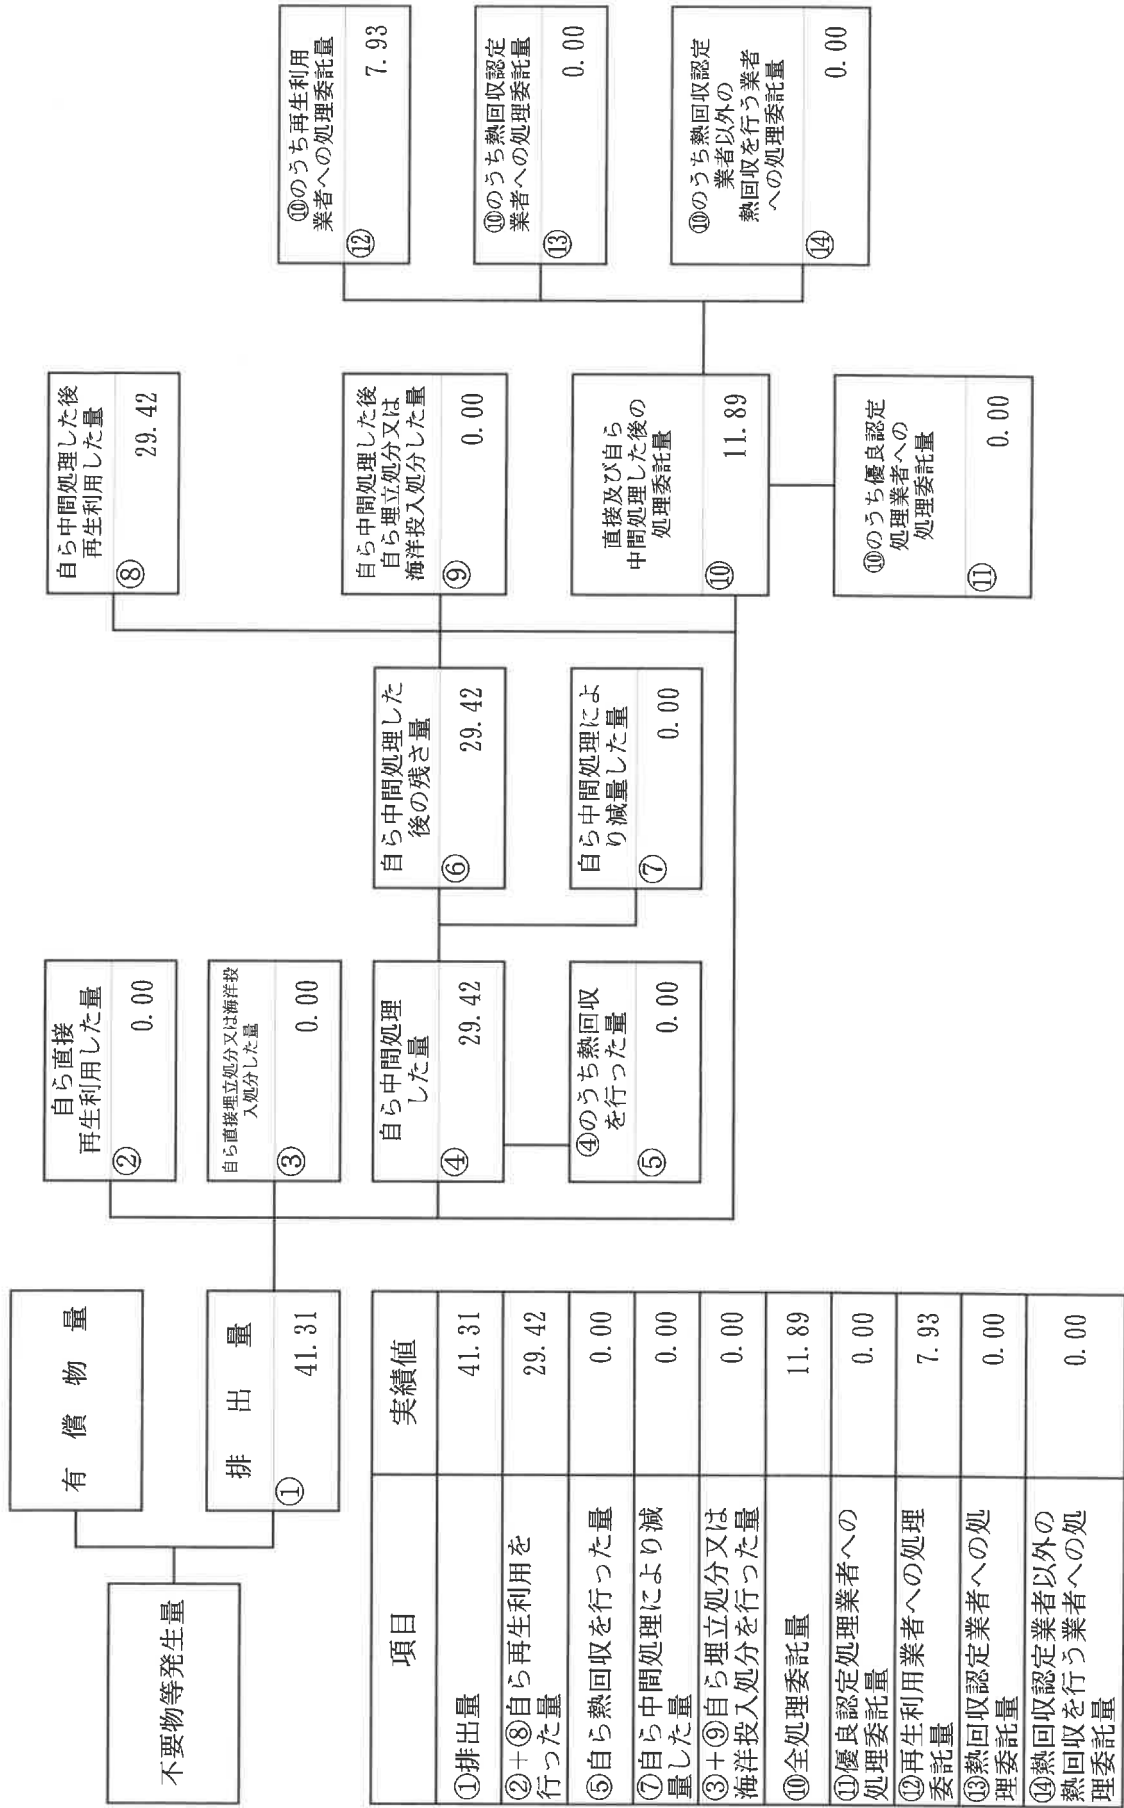 不要物等発生量
有償物量
排出量
①
41.31
自ら直接
再生利用した量
②
0.00
自ら直接埋立処分又は海洋投
入処分した量
③
0.00
自ら中間処理
した量
④
29.42
④のうち熱回収
を行った量
⑤
0.00
自ら中間処理した
後の残さ量
⑥
29.42
自ら中間処理によ
り減量した量
⑦
0.00
自ら中間処理した後
再生利用した量
⑧
29.42
自ら中間処理した後
自ら埋立処分又は
海洋投入処分した量
⑨
0.00
直接及び自ら
中間処理した後の
処理委託量
⑩
11.89
⑩のうち優良認定
処理業者への
処理委託量
⑪
0.00
⑩のうち再生利用
業者への処理委託量
⑫
7.93
⑩のうち熱回収認定
業者への処理委託量
⑬
0.00
⑩のうち熱回収認定
業者以外の
熱回収を行う業者
への処理委託量
⑭
0.00
項目 実績値
①排出量 41.31
②+⑧自ら再生利用を
行った量 29.42
⑤自ら熱回収を行った量 0.00
⑦自ら中間処理により減
量した量 0.00
③+⑨自ら埋立処分又は
海洋投入処分を行った量 0.00
⑩全処理委託量 11.89
⑪優良認定処理業者への
処理委託量 0.00
⑫再生利用業者への処理
委託量 7.93
⑬熱回収認定業者への処
理委託量 0.00
⑭熱回収認定業者以外の
熱回収を行う業者への処
理委託量 0.00